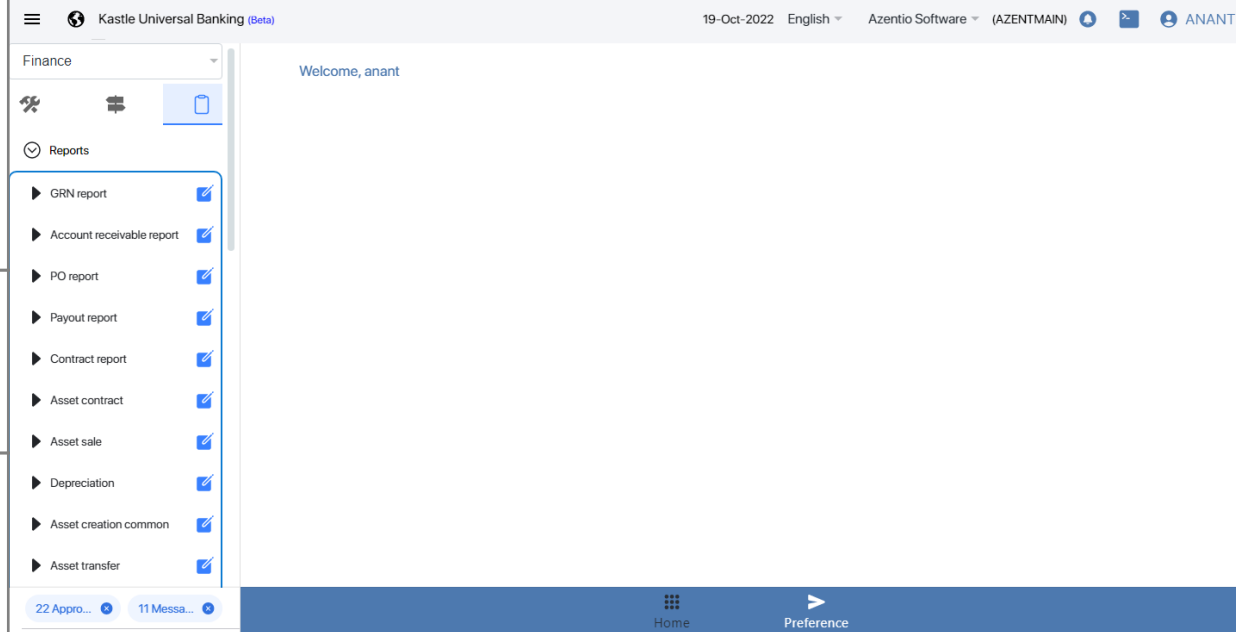 Kastle Universal Banking (Beta) 19-Oct-2022 English Azentio Software (AZENTMAIN) ANANT
Finance
Welcome, anant
Reports
GRN report
Account receivable report
PO report
Payout report
Contract report
Asset contract
Asset sale
Depreciation
Asset creation common
Asset transfer
22 Appro... 11 Messa...
Home Preference